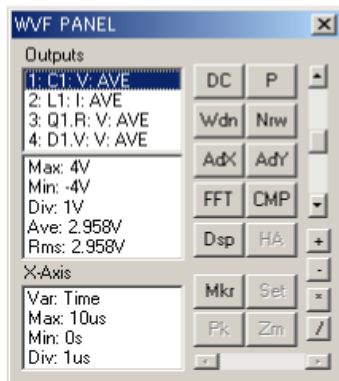 WVF PANEL
Outputs
1: C1: V: AVE
2: L1: I: AVE
3: Q1.R: V: AVE
4: D1.V: V: AVE
Max: 4V
Min: -4V
Div: 1V
Ave: 2.958V
Rms: 2.958V
X-Axis
Var: Time
Max: 10us
Min: 0s
Div: 1us
DC P
Wdn Nrw
AdX AdY
FFT CMP
Dsp HA
Mkr Set
Pk Zm
+
-
*
/